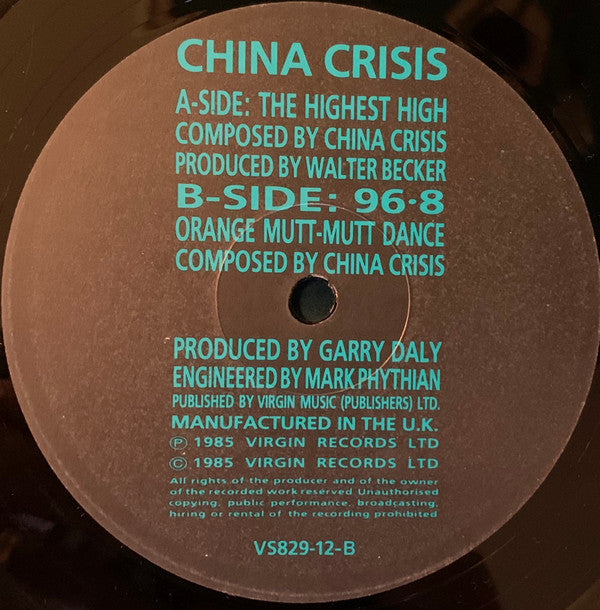 CHINA CRISIS
A-SIDE: THE HIGHEST HIGH
COMPOSED BY CHINA CRISIS
PRODUCED BY WALTER BECKER
B-SIDE: 96·8
ORANGE MUTT-MUTT DANCE
COMPOSED BY CHINA CRISIS
PRODUCED BY GARRY DALY
ENGINEERED BY MARK PHYTHIAN
PUBLISHED BY VIRGIN MUSIC (PUBLISHERS) LTD.
MANUFACTURED IN THE U.K.
℗ 1985 VIRGIN RECORDS LTD
© 1985 VIRGIN RECORDS LTD
All rights of the producer and of the owner
of the recorded work reserved Unauthorised
copying, public performance, broadcasting,
hiring or rental of the recording prohibited
VS829-12-B